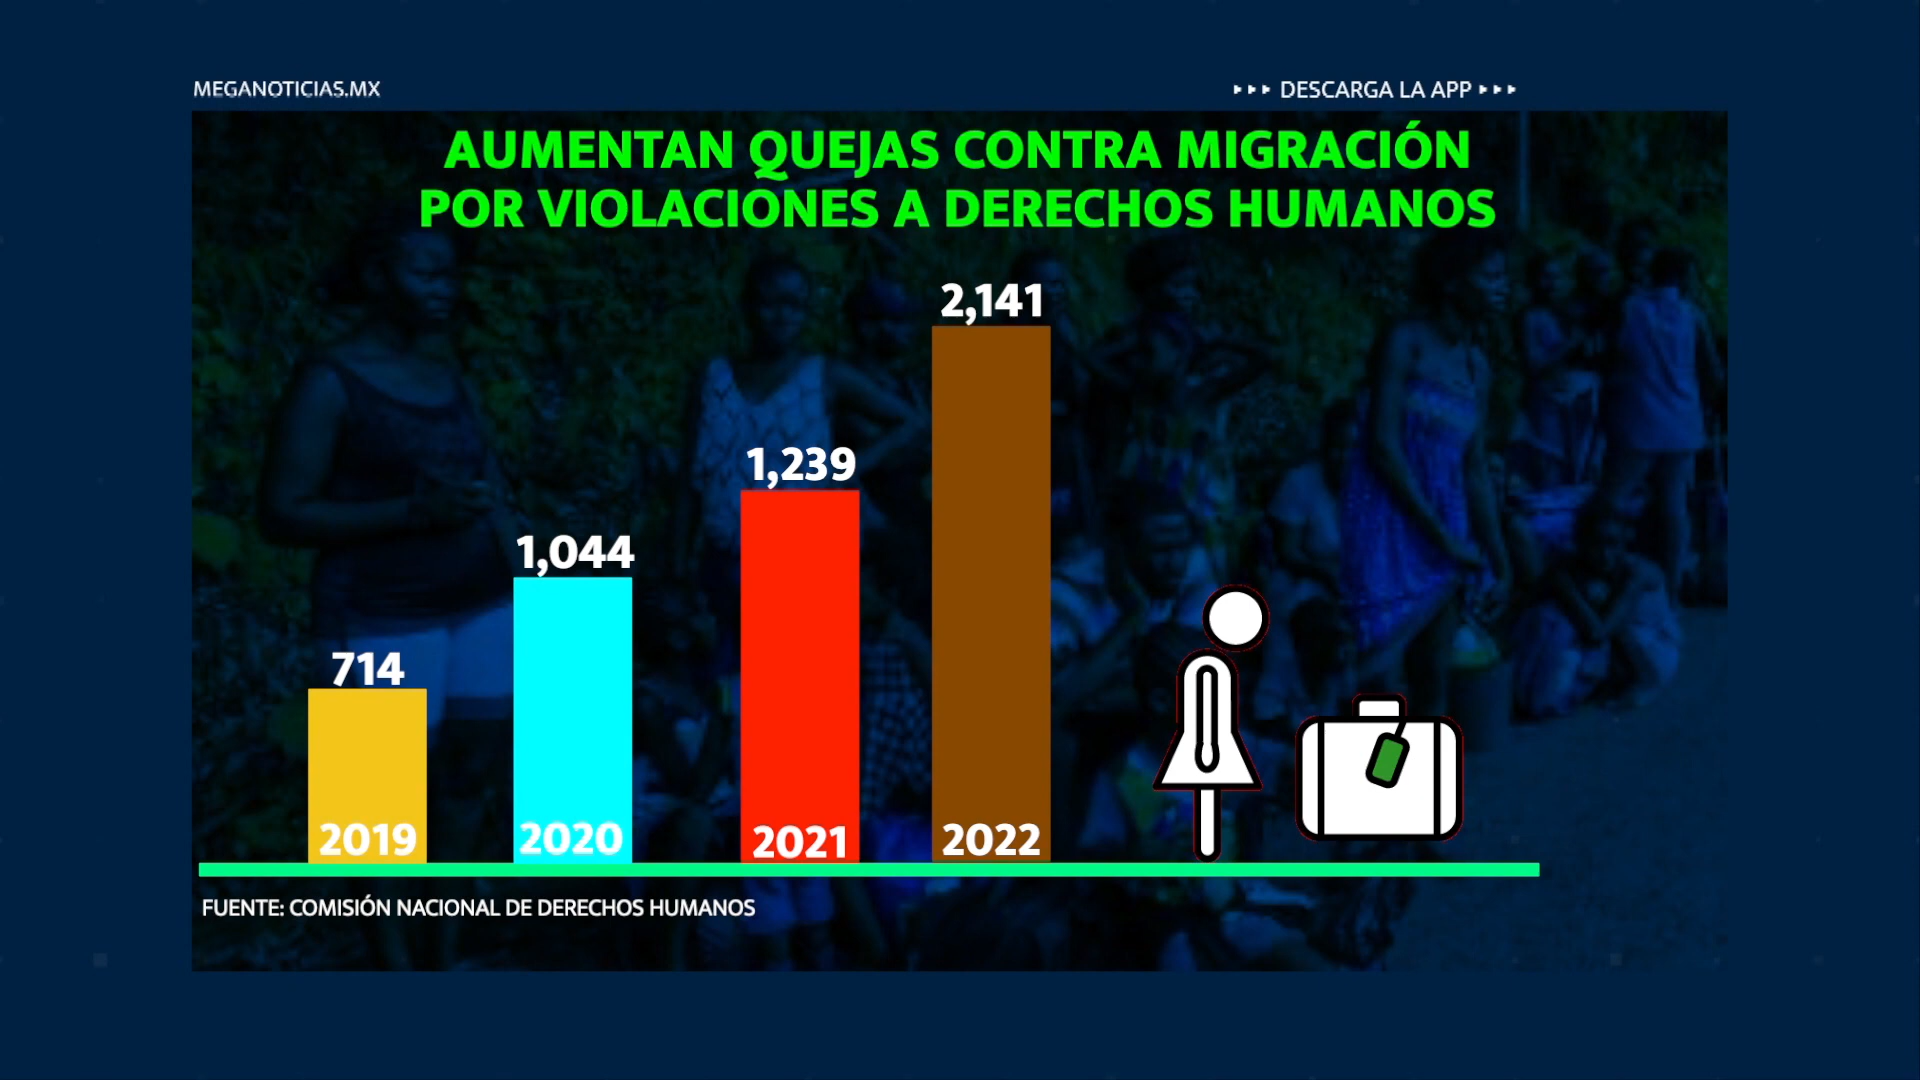 MEGANOTICIAS.MX
DESCARGA LA APP
AUMENTAN QUEJAS CONTRA MIGRACIÓN
POR VIOLACIONES A DERECHOS HUMANOS
2,141
1,239
1,044
714
2019
2020
2021
2022
FUENTE: COMISIÓN NACIONAL DE DERECHOS HUMANOS